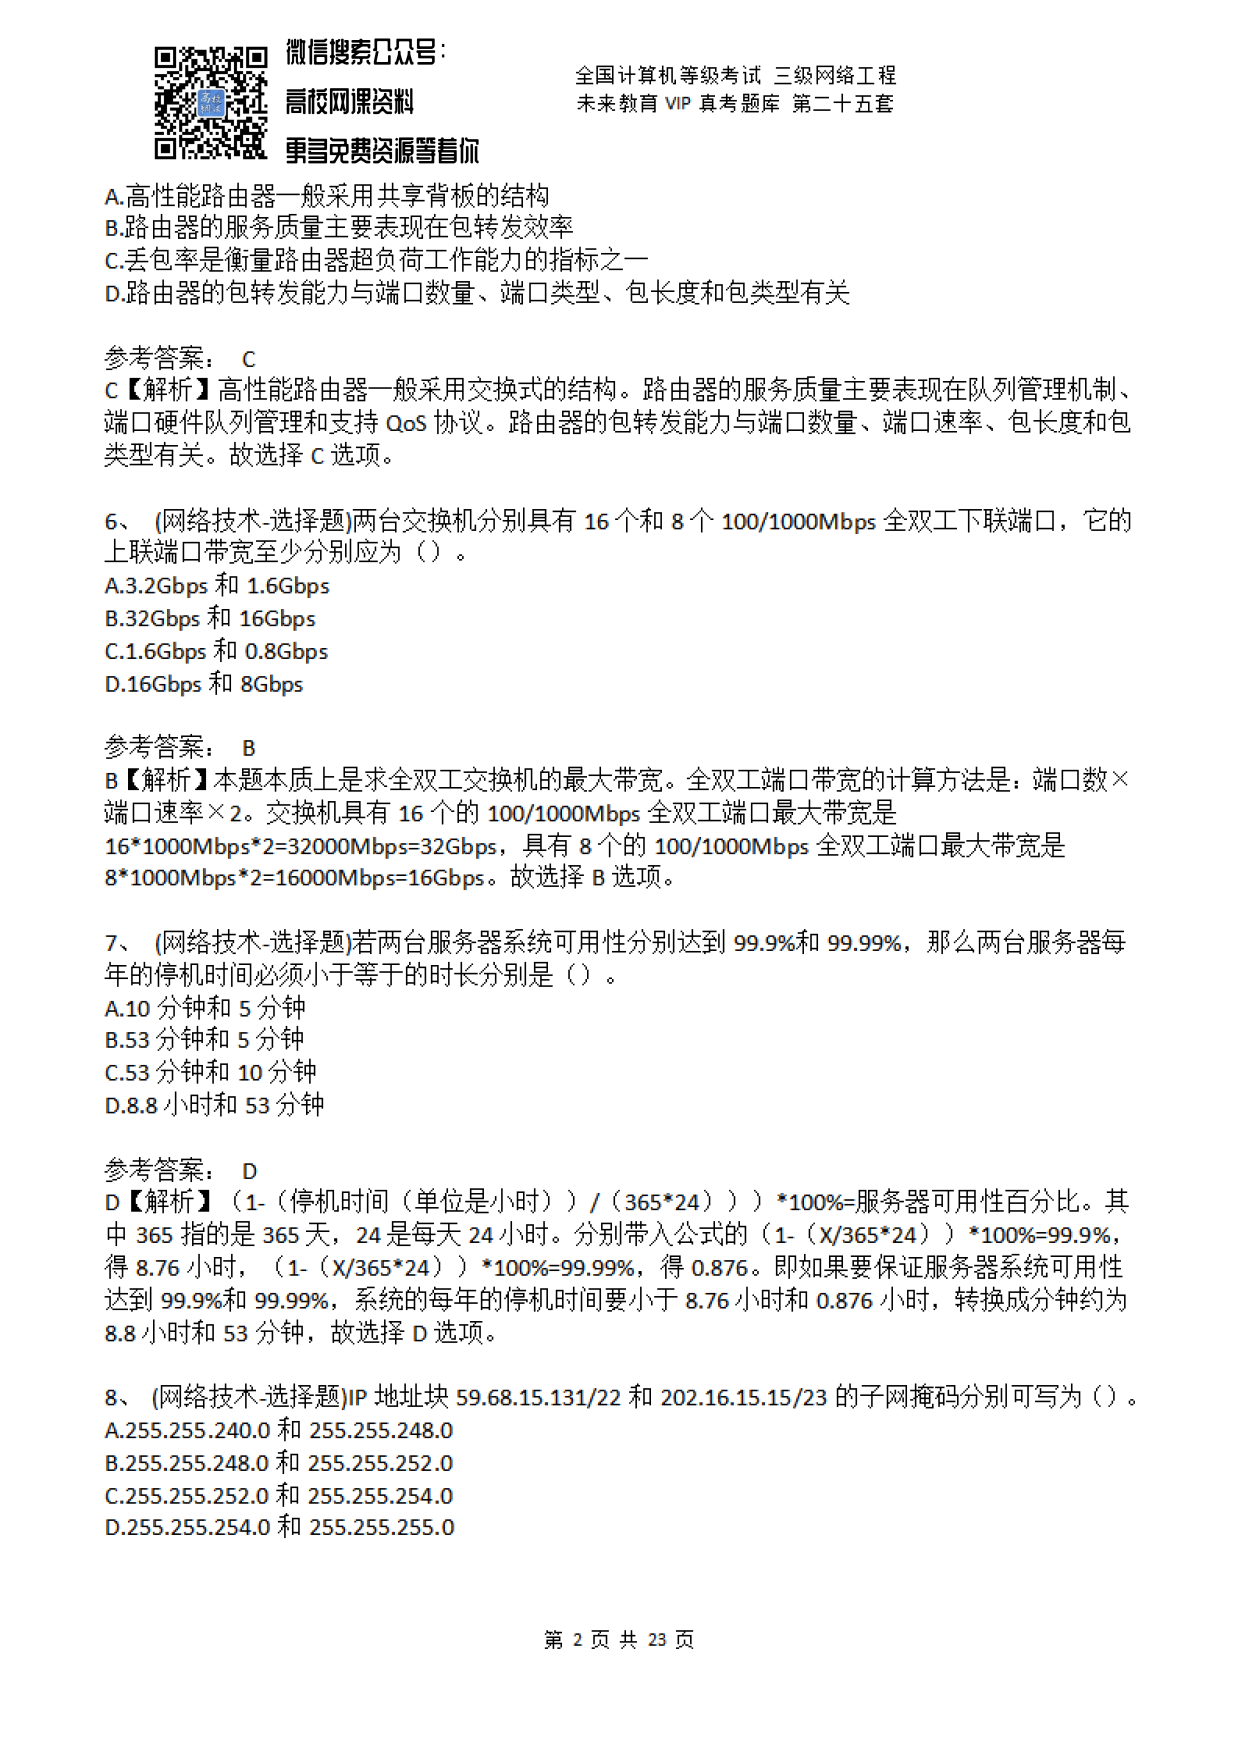 微信搜索公众号：
高校网课资料
更多免费资源等着你
全国计算机等级考试 三级网络工程
未来教育 VIP 真考题库 第二十五套
A.高性能路由器一般采用共享背板的结构
B.路由器的服务质量主要表现在包转发效率
C.丢包率是衡量路由器超负荷工作能力的指标之一
D.路由器的包转发能力与端口数量、端口类型、包长度和包类型有关
参考答案： C
C【解析】高性能路由器一般采用交换式的结构。路由器的服务质量主要表现在队列管理机制、
端口硬件队列管理和支持 QoS 协议。路由器的包转发能力与端口数量、端口速率、包长度和包
类型有关。故选择 C 选项。
6、 (网络技术-选择题)两台交换机分别具有 16 个和 8 个 100/1000Mbps 全双工下联端口，它的
上联端口带宽至少分别应为（）。
A.3.2Gbps 和 1.6Gbps
B.32Gbps 和 16Gbps
C.1.6Gbps 和 0.8Gbps
D.16Gbps 和 8Gbps
参考答案： B
B【解析】本题本质上是求全双工交换机的最大带宽。全双工端口带宽的计算方法是：端口数×
端口速率×2。交换机具有 16 个的 100/1000Mbps 全双工端口最大带宽是
16*1000Mbps*2=32000Mbps=32Gbps，具有 8 个的 100/1000Mbps 全双工端口最大带宽是
8*1000Mbps*2=16000Mbps=16Gbps。故选择 B 选项。
7、 (网络技术-选择题)若两台服务器系统可用性分别达到 99.9%和 99.99%，那么两台服务器每
年的停机时间必须小于等于的时长分别是（）。
A.10 分钟和 5 分钟
B.53 分钟和 5 分钟
C.53 分钟和 10 分钟
D.8.8 小时和 53 分钟
参考答案： D
D【解析】（1-（停机时间（单位是小时））/（365*24）））*100%=服务器可用性百分比。其
中 365 指的是 365 天，24 是每天 24 小时。分别带入公式的（1-（X/365*24））*100%=99.9%，
得 8.76 小时，（1-（X/365*24））*100%=99.99%，得 0.876。即如果要保证服务器系统可用性
达到 99.9%和 99.99%，系统的每年的停机时间要小于 8.76 小时和 0.876 小时，转换成分钟约为
8.8 小时和 53 分钟，故选择 D 选项。
8、 (网络技术-选择题)IP 地址块 59.68.15.131/22 和 202.16.15.15/23 的子网掩码分别可写为（）。
A.255.255.240.0 和 255.255.248.0
B.255.255.248.0 和 255.255.252.0
C.255.255.252.0 和 255.255.254.0
D.255.255.254.0 和 255.255.255.0
第 2 页 共 23 页